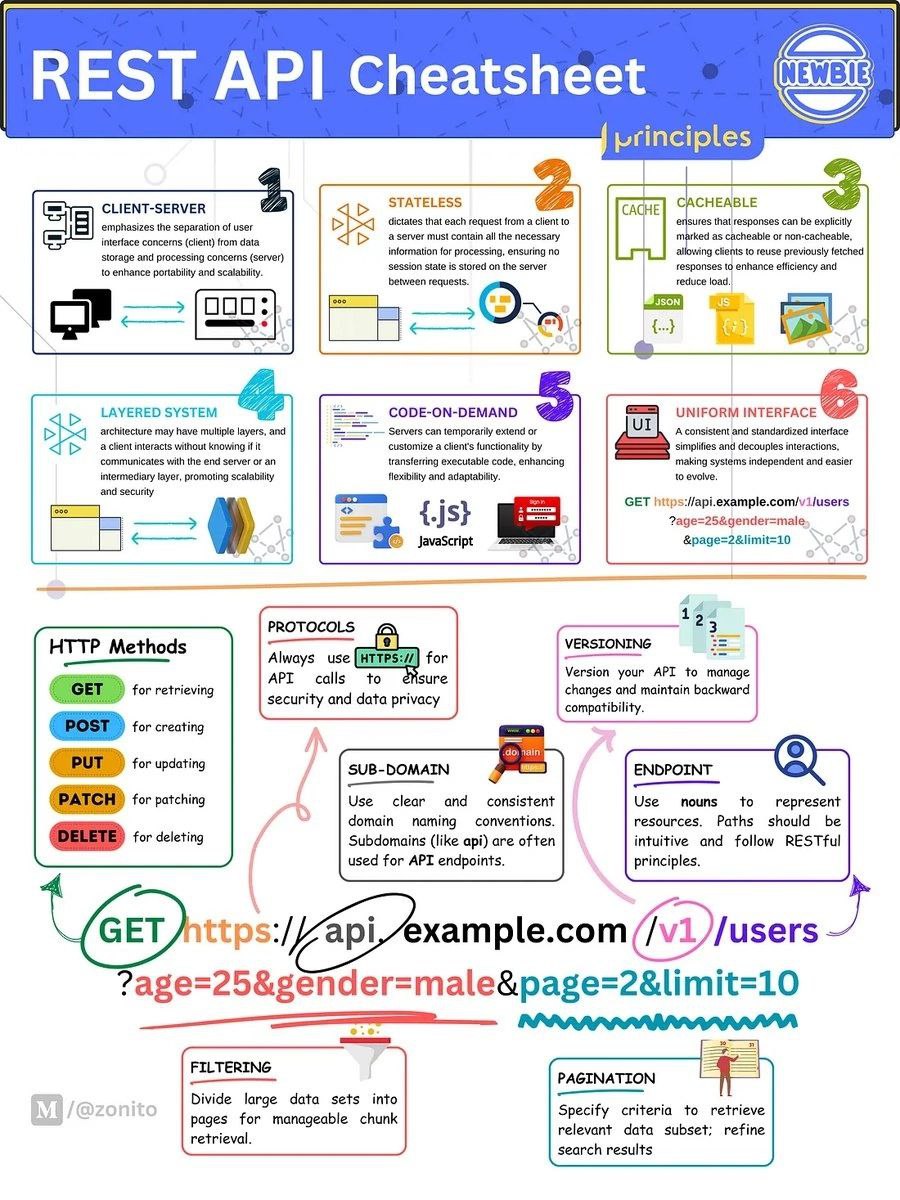 REST API Cheatsheet
NEWBIE
principles
1
CLIENT-SERVER
emphasizes the separation of user
interface concerns (client) from data
storage and processing concerns (server)
to enhance portability and scalability.
2
STATELESS
dictates that each request from a client to
a server must contain all the necessary
information for processing, ensuring no
session state is stored on the server
between requests.
3
CACHE
CACHEABLE
ensures that responses can be explicitly
marked as cacheable or non-cacheable,
allowing clients to reuse previously fetched
responses to enhance efficiency and
reduce load.
JSON
{...}
JS
4
LAYERED SYSTEM
architecture may have multiple layers, and
a client interacts without knowing if it
communicates with the end server or an
intermediary layer, promoting scalability
and security
5
CODE-ON-DEMAND
Servers can temporarily extend or
customize a client's functionality by
transferring executable code, enhancing
flexibility and adaptability.
{.js}
JavaScript
Sign in
6
UI
UNIFORM INTERFACE
A consistent and standardized interface
simplifies and decouples interactions,
making systems independent and easier
to evolve.
GET https://api.example.com/v1/users
?age=25&gender=male
&page=2&limit=10
HTTP Methods
GET for retrieving
POST for creating
PUT for updating
PATCH for patching
DELETE for deleting
PROTOCOLS
Always use HTTPS:// for
API calls to ensure
security and data privacy
VERSIONING
1 2 3
Version your API to manage
changes and maintain backward
compatibility.
SUB-DOMAIN
www.
.domain
https://
Use clear and consistent
domain naming conventions.
Subdomains (like api) are often
used for API endpoints.
ENDPOINT
Use nouns to represent
resources. Paths should be
intuitive and follow RESTful
principles.
GET https://api.example.com/v1/users
?age=25&gender=male&page=2&limit=10
FILTERING
Divide large data sets into
pages for manageable chunk
retrieval.
PAGINATION
30 31
Specify criteria to retrieve
relevant data subset; refine
search results
M/@zonito